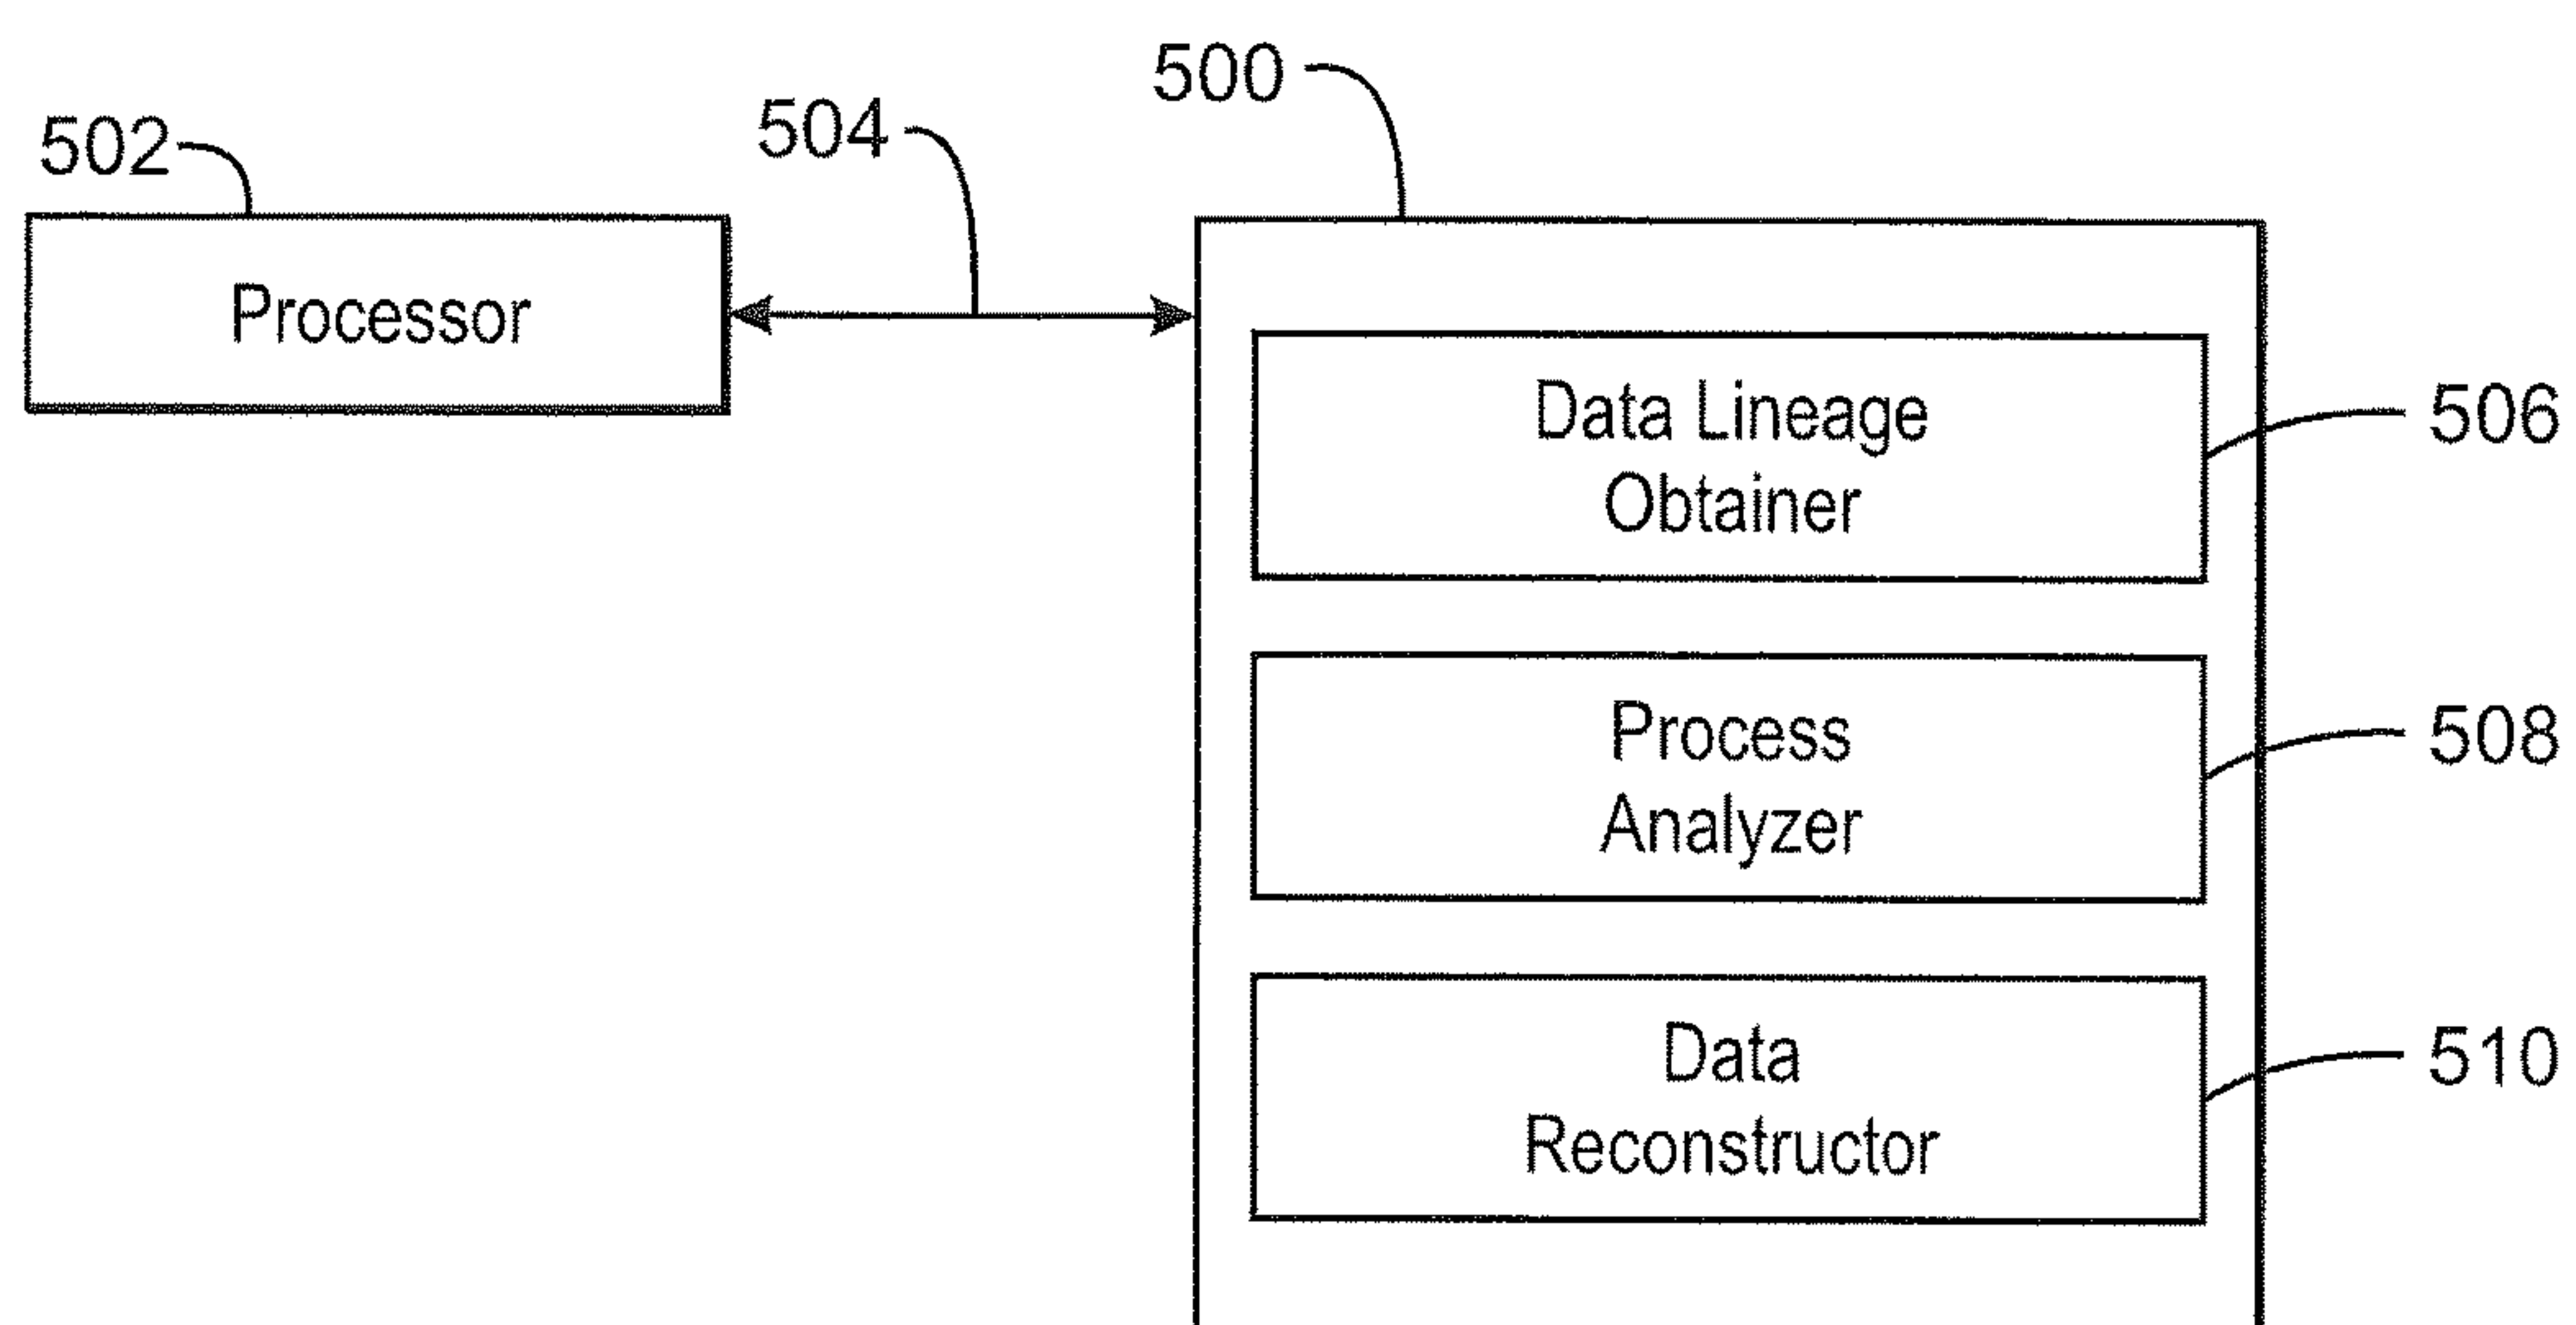 500
504
502
Processor
Data Lineage
Obtainer
506
Process
Analyzer
508
Data
Reconstructor
510